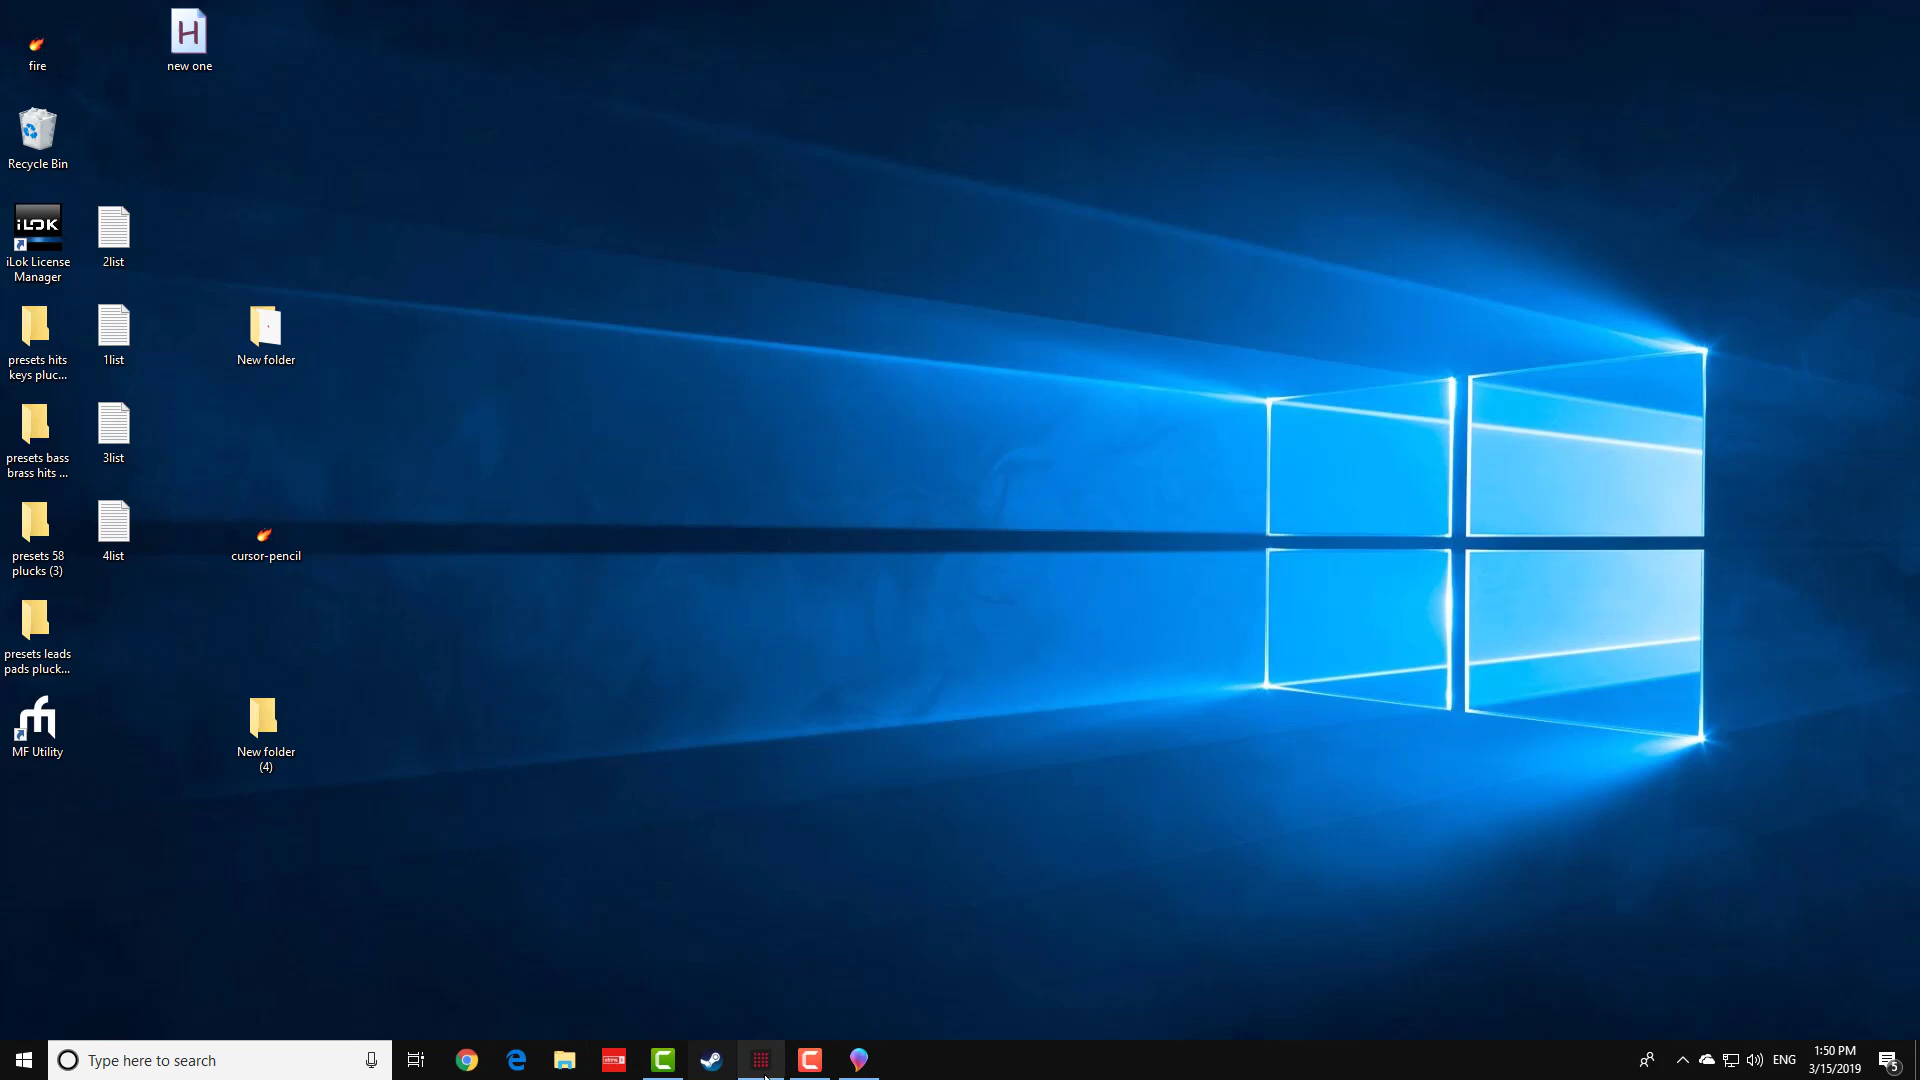 fire
H
new one
Recycle Bin
iLOK
iLok License
Manager
2list
presets hits
keys pluc...
1list
New folder
presets bass
brass hits ...
3list
presets 58
plucks (3)
4list
cursor-pencil
presets leads
pads pluck...
MF Utility
New folder
(4)
Type here to search
ENG
1:50 PM
3/15/2019
5